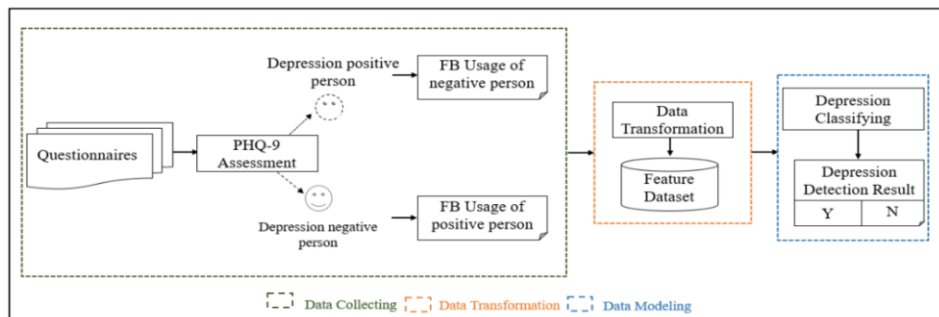 Questionnaires
PHQ-9
Assessment
Depression positive
person
Depression negative
person
FB Usage of
negative person
FB Usage of
positive person
Data
Transformation
Feature
Dataset
Depression
Classifying
Depression
Detection Result
Y
N
Data Collecting
Data Transformation
Data Modeling